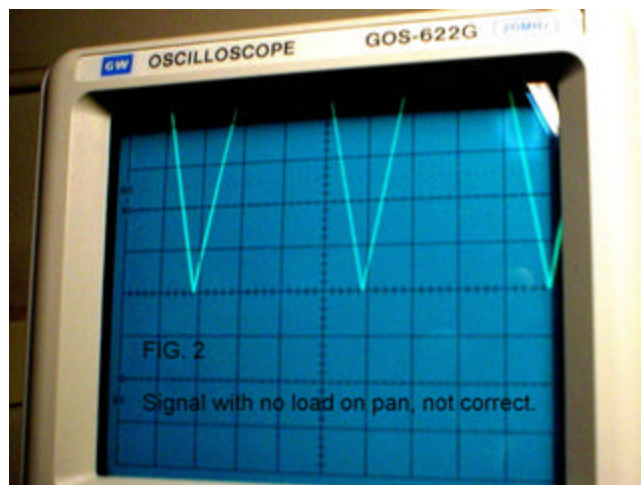 GW OSCILLOSCOPE GOS-622G 20MHz
FIG. 2
Signal with no load on pan, not correct.